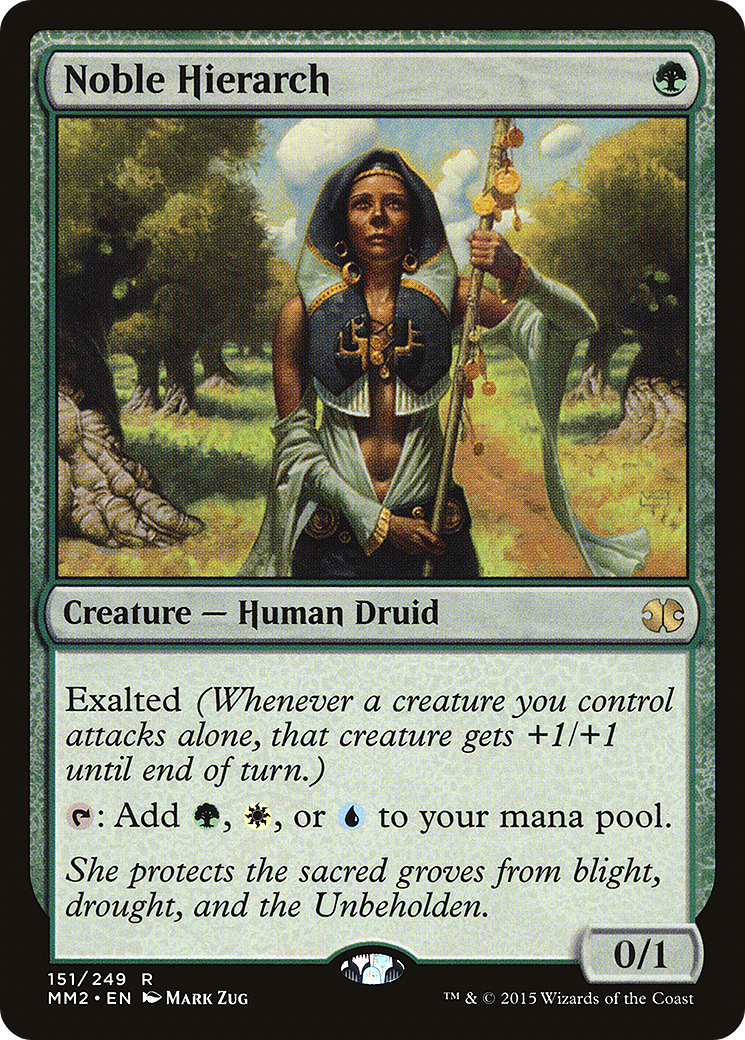 Noble Hierarch
Creature — Human Druid
Exalted (Whenever a creature you control
attacks alone, that creature gets +1/+1
until end of turn.)
: Add , , or to your mana pool.
She protects the sacred groves from blight,
drought, and the Unbeholden.
0/1
151/249 R
MM2 • EN Mark Zug
™ & © 2015 Wizards of the Coast